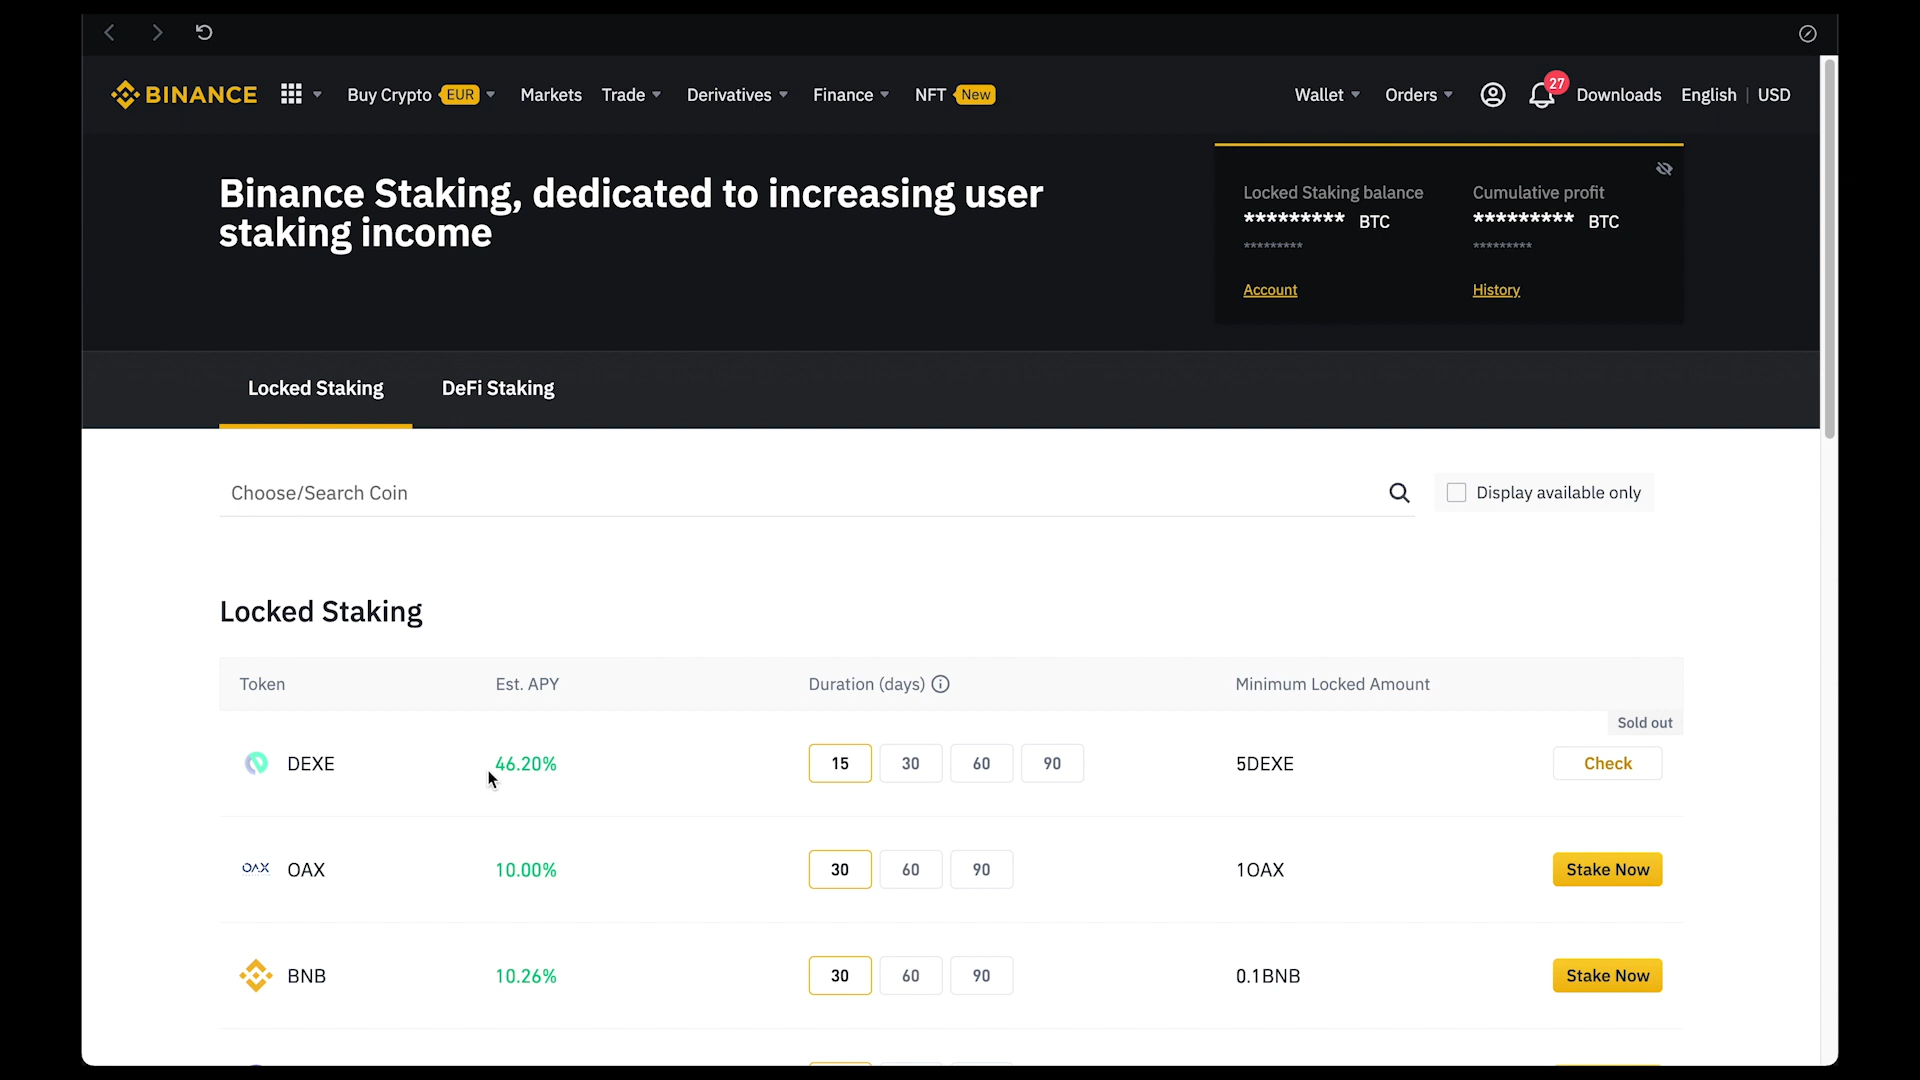 BINANCE Buy Crypto EUR Markets Trade Derivatives Finance NFT New Wallet Orders 27 Downloads English | USD
Binance Staking, dedicated to increasing user
staking income
Locked Staking balance Cumulative profit
********* BTC ********* BTC
********* *********
Account History
Locked Staking DeFi Staking
Choose/Search Coin Display available only
Locked Staking
Token Est. APY Duration (days) Minimum Locked Amount
Sold out
DEXE 46.20% 15 30 60 90 5DEXE Check
OAX OAX 10.00% 30 60 90 1OAX Stake Now
BNB 10.26% 30 60 90 0.1BNB Stake Now